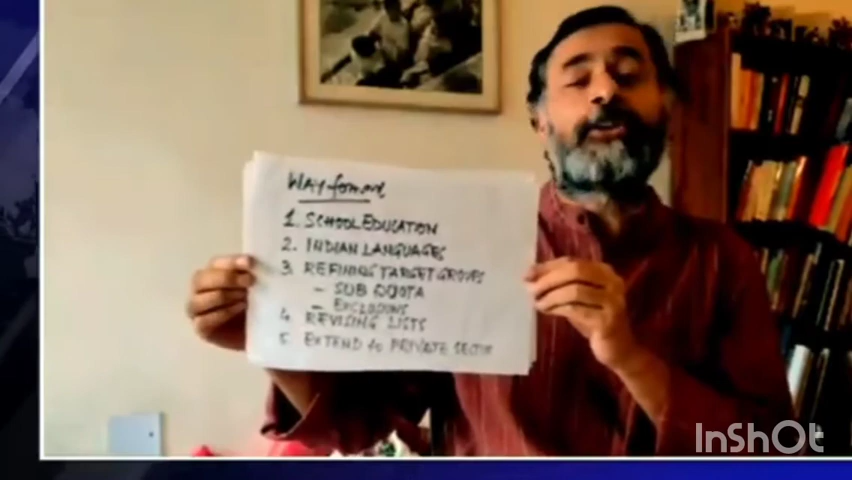 WAY forward
1. SCHOOL EDUCATION
2. INDIAN LANGUAGES
3. REFINING TARGET GROUPS
- SUB QUOTA
- EXCLUSIONS
4. REVISING LISTS
5. EXTEND to PRIVATE SECTOR
InShOt